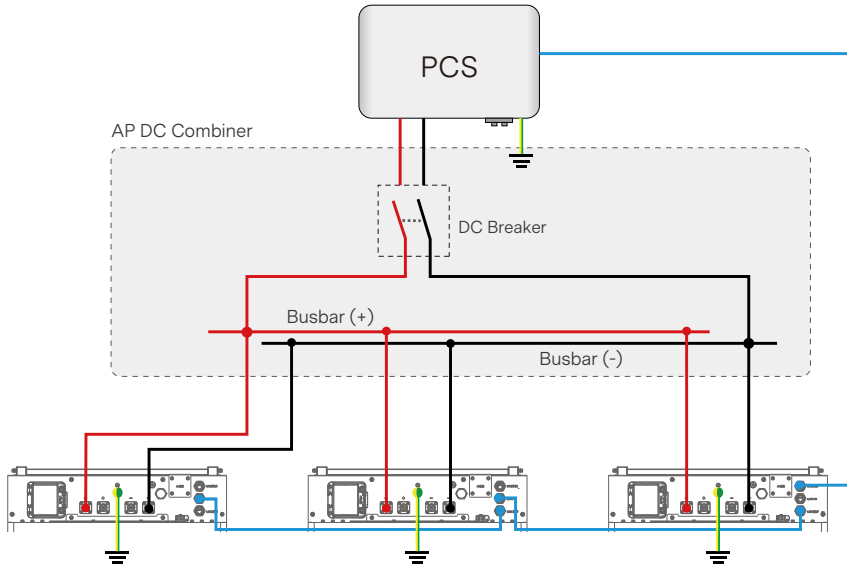 PCS
AP DC Combiner
DC Breaker
Busbar (+)
Busbar (-)